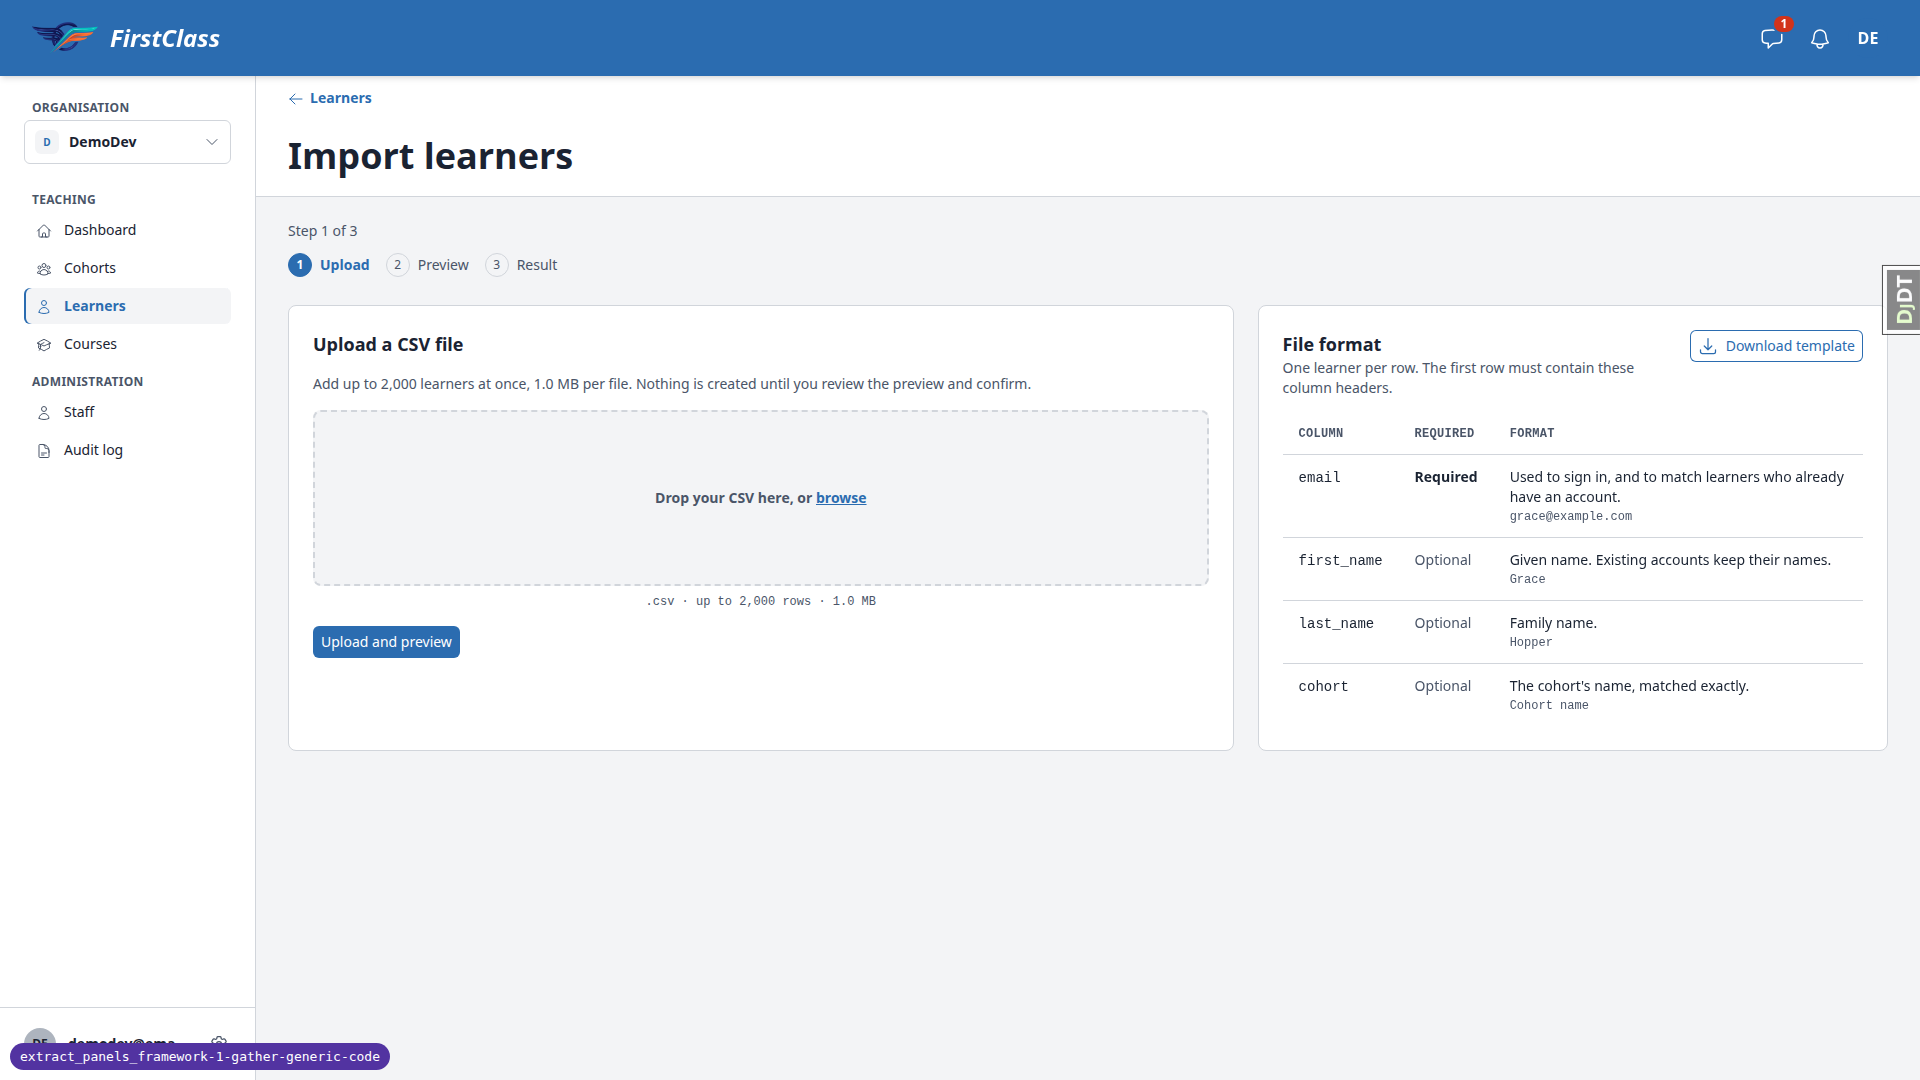 FirstClass
1
DE
ORGANISATION
D DemoDev
TEACHING
Dashboard
Cohorts
Learners
Courses
ADMINISTRATION
Staff
Audit log
Learners
Import learners
Step 1 of 3
1 Upload 2 Preview 3 Result
Upload a CSV file
Add up to 2,000 learners at once, 1.0 MB per file. Nothing is created until you review the preview and confirm.
Drop your CSV here, or browse
.csv · up to 2,000 rows · 1.0 MB
Upload and preview
File format
Download template
One learner per row. The first row must contain these
column headers.
COLUMN REQUIRED FORMAT
email Required Used to sign in, and to match learners who already
have an account.
grace@example.com
first_name Optional Given name. Existing accounts keep their names.
Grace
last_name Optional Family name.
Hopper
cohort Optional The cohort's name, matched exactly.
Cohort name
DjDT
extract_panels_framework-1-gather-generic-code